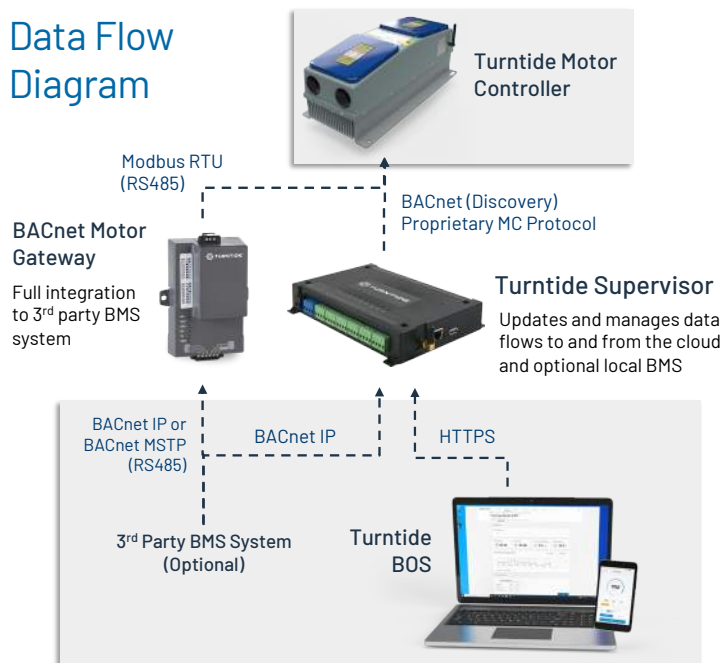 Data Flow
Diagram
Turntide Motor
Controller
Modbus RTU
(RS485)
BACnet (Discovery)
Proprietary MC Protocol
BACnet Motor
Gateway
Full integration
to 3rd party BMS
system
TURNTIDE
TURNTIDE
Turntide Supervisor
Updates and manages data
flows to and from the cloud
and optional local BMS
BACnet IP or
BACnet MSTP
(RS485)
BACnet IP
HTTPS
3rd Party BMS System
(Optional)
Turntide
BOS